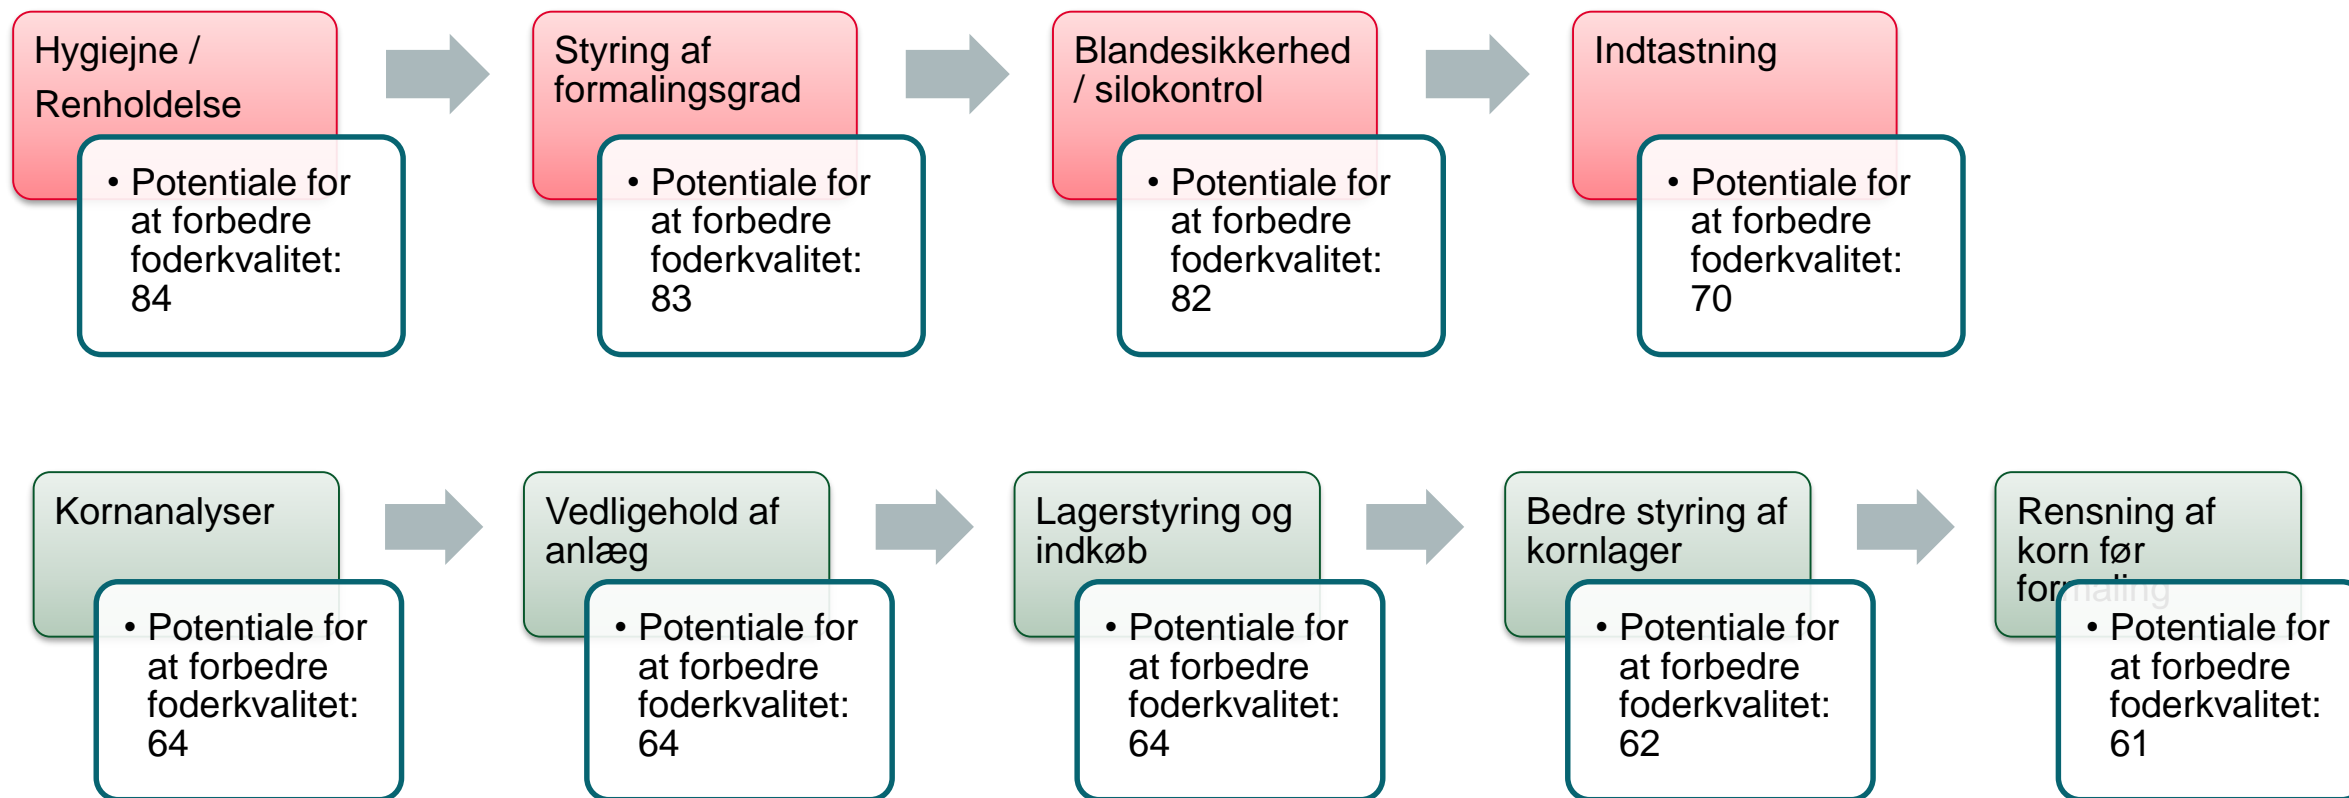 Hygiejne /
Renholdelse
• Potentiale for
at forbedre
foderkvalitet:
84
Styring af
formalingsgrad
• Potentiale for
at forbedre
foderkvalitet:
83
Blandesikkerhed
/ silokontrol
• Potentiale for
at forbedre
foderkvalitet:
82
Indtastning
• Potentiale for
at forbedre
foderkvalitet:
70
Kornanalyser
• Potentiale for
at forbedre
foderkvalitet:
64
Vedligehold af
anlæg
• Potentiale for
at forbedre
foderkvalitet:
64
Lagerstyring og
indkøb
• Potentiale for
at forbedre
foderkvalitet:
64
Bedre styring af
kornlager
• Potentiale for
at forbedre
foderkvalitet:
62
Rensning af
korn før
formaling
• Potentiale for
at forbedre
foderkvalitet:
61